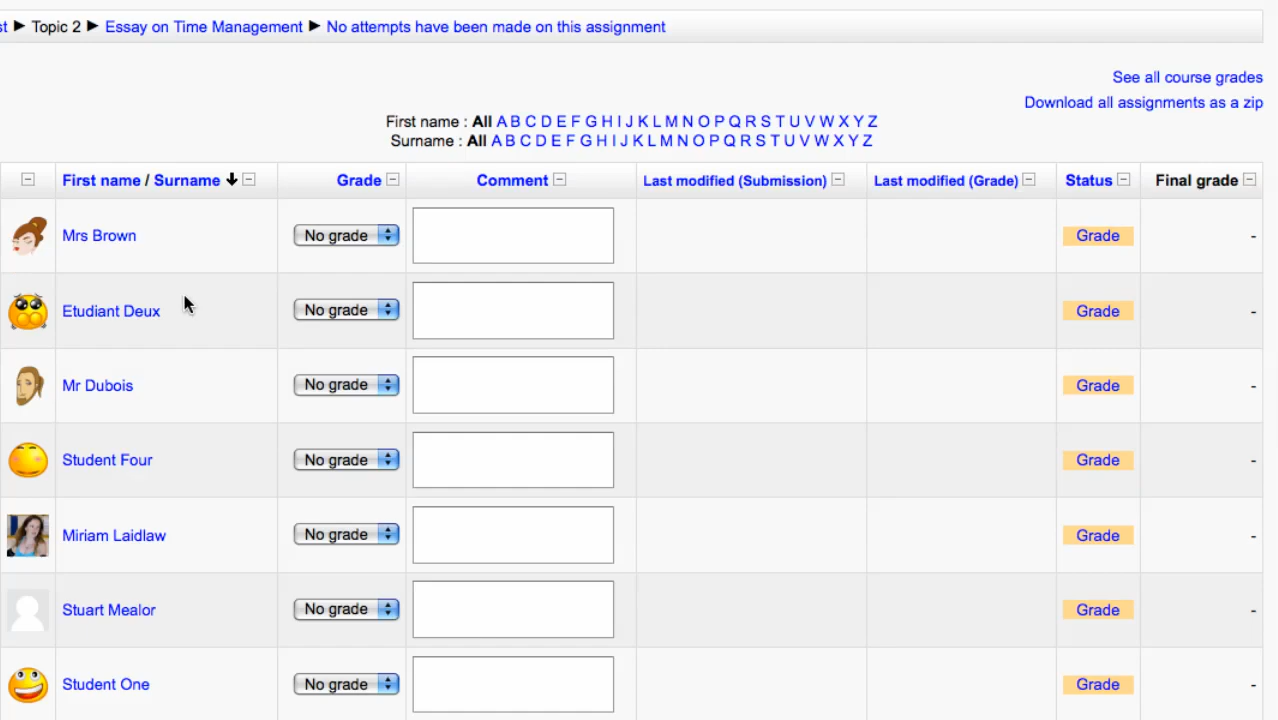 st ► Topic 2 ► Essay on Time Management ► No attempts have been made on this assignment
See all course grades
Download all assignments as a zip
First name : All A B C D E F G H I J K L M N O P Q R S T U V W X Y Z
Surname : All A B C D E F G H I J K L M N O P Q R S T U V W X Y Z
First name / Surname Grade Comment Last modified (Submission) Last modified (Grade) Status Final grade
Mrs Brown No grade Grade -
Etudiant Deux No grade Grade -
Mr Dubois No grade Grade -
Student Four No grade Grade -
Miriam Laidlaw No grade Grade -
Stuart Mealor No grade Grade -
Student One No grade Grade -